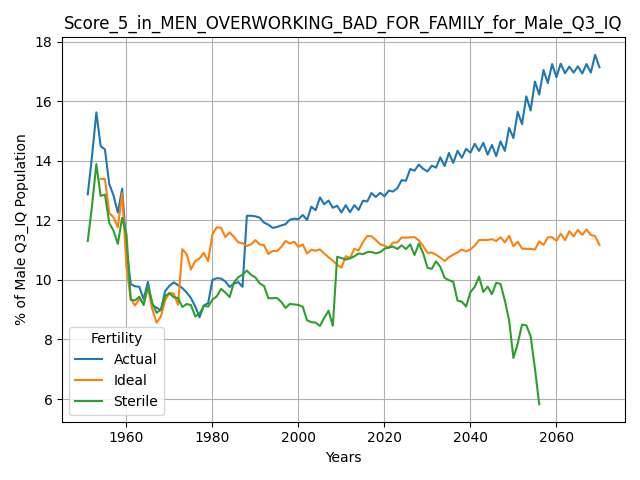 Score_5_in_MEN_OVERWORKING_BAD_FOR_FAMILY_for_Male_Q3_IQ
% of Male Q3_IQ Population
18
16
14
12
10
8
6
Fertility
Actual
Ideal
Sterile
1960
1980
2000
2020
2040
2060
Years